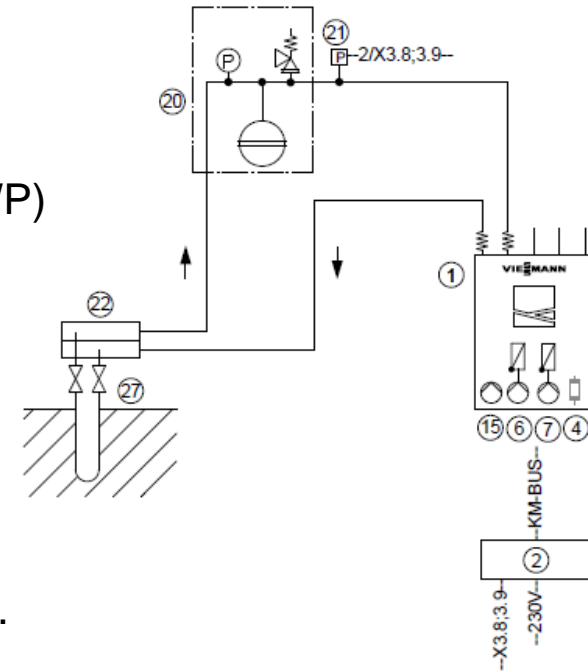 21
P
P
--2/X3.8;3.9--
20
/P)
1
VIESMANN
22
27
15 6 7 4
--KM-BUS--
2
--X3.8;3.9--
--230V--
.